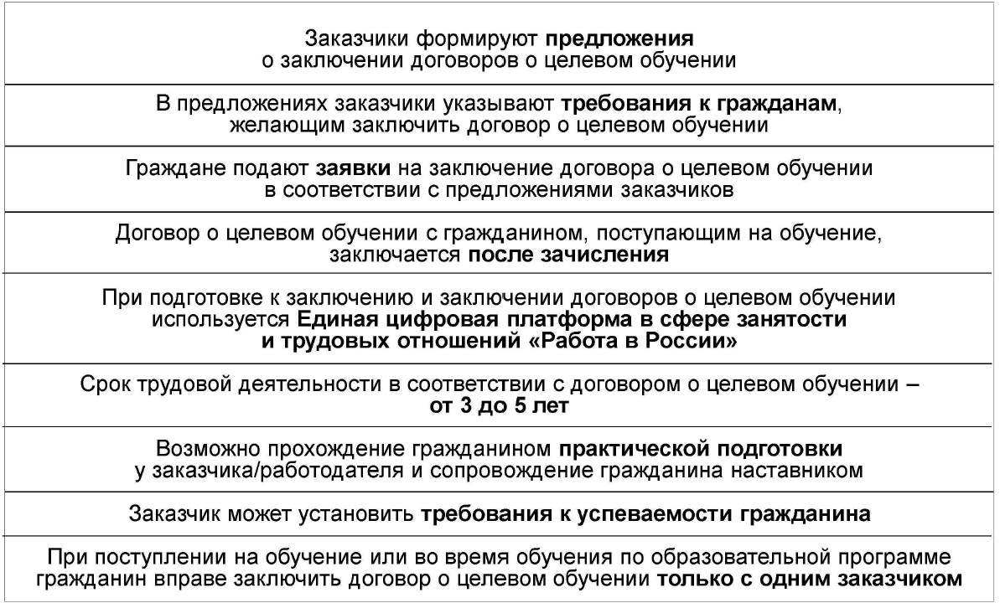 Заказчики формируют предложения
о заключении договоров о целевом обучении
В предложениях заказчики указывают требования к гражданам,
желающим заключить договор о целевом обучении
Граждане подают заявки на заключение договора о целевом обучении
в соответствии с предложениями заказчиков
Договор о целевом обучении с гражданином, поступающим на обучение,
заключается после зачисления
При подготовке к заключению и заключении договоров о целевом обучении
используется Единая цифровая платформа в сфере занятости
и трудовых отношений «Работа в России»
Срок трудовой деятельности в соответствии с договором о целевом обучении –
от 3 до 5 лет
Возможно прохождение гражданином практической подготовки
у заказчика/работодателя и сопровождение гражданина наставником
Заказчик может установить требования к успеваемости гражданина
При поступлении на обучение или во время обучения по образовательной программе
гражданин вправе заключить договор о целевом обучении только с одним заказчиком